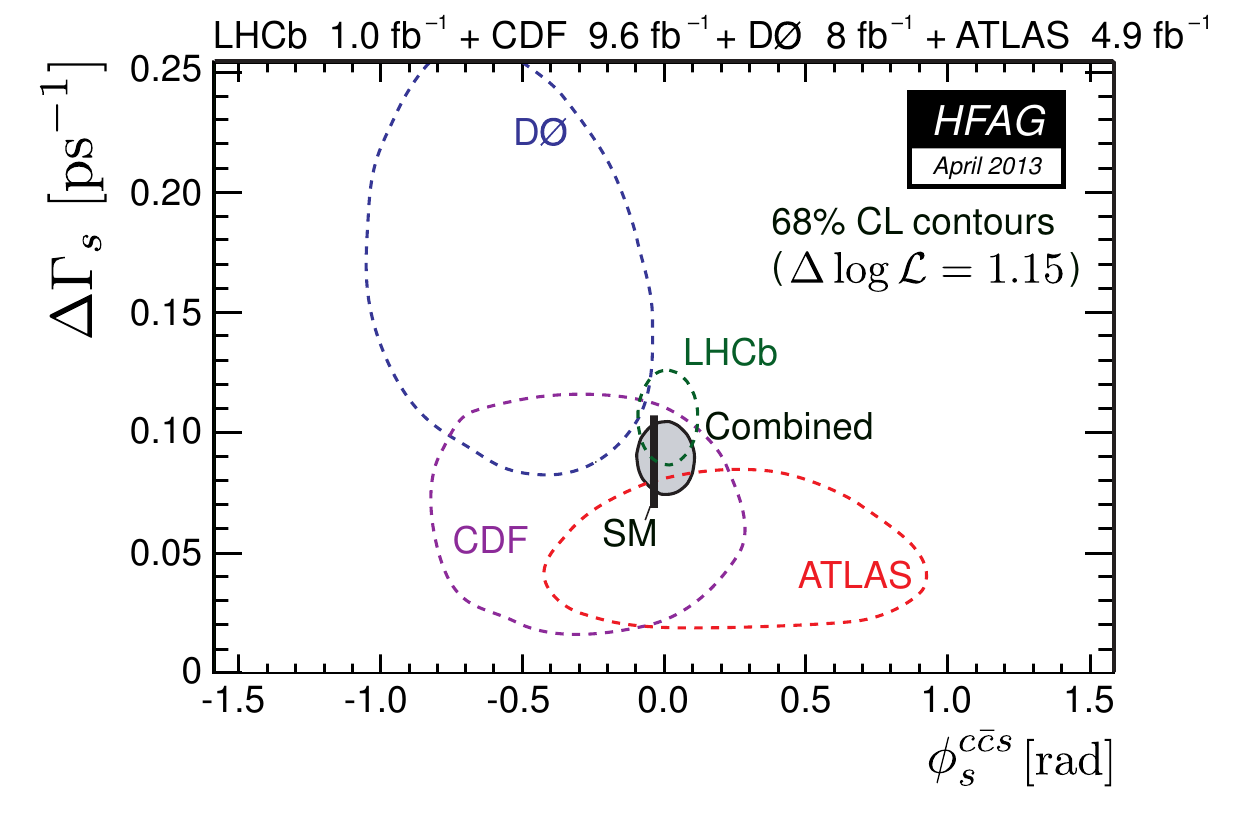 LHCb 1.0 fb⁻¹ + CDF 9.6 fb⁻¹ + DØ 8 fb⁻¹ + ATLAS 4.9 fb⁻¹
ΔΓₛ [ps⁻¹]
0.25
0.20
0.15
0.10
0.05
0
DØ
HFAG
April 2013
68% CL contours
(Δ log ℒ = 1.15)
LHCb
Combined
SM
CDF
ATLAS
-1.5 -1.0 -0.5 0.0 0.5 1.0 1.5
ϕₛ^{cc̄s} [rad]